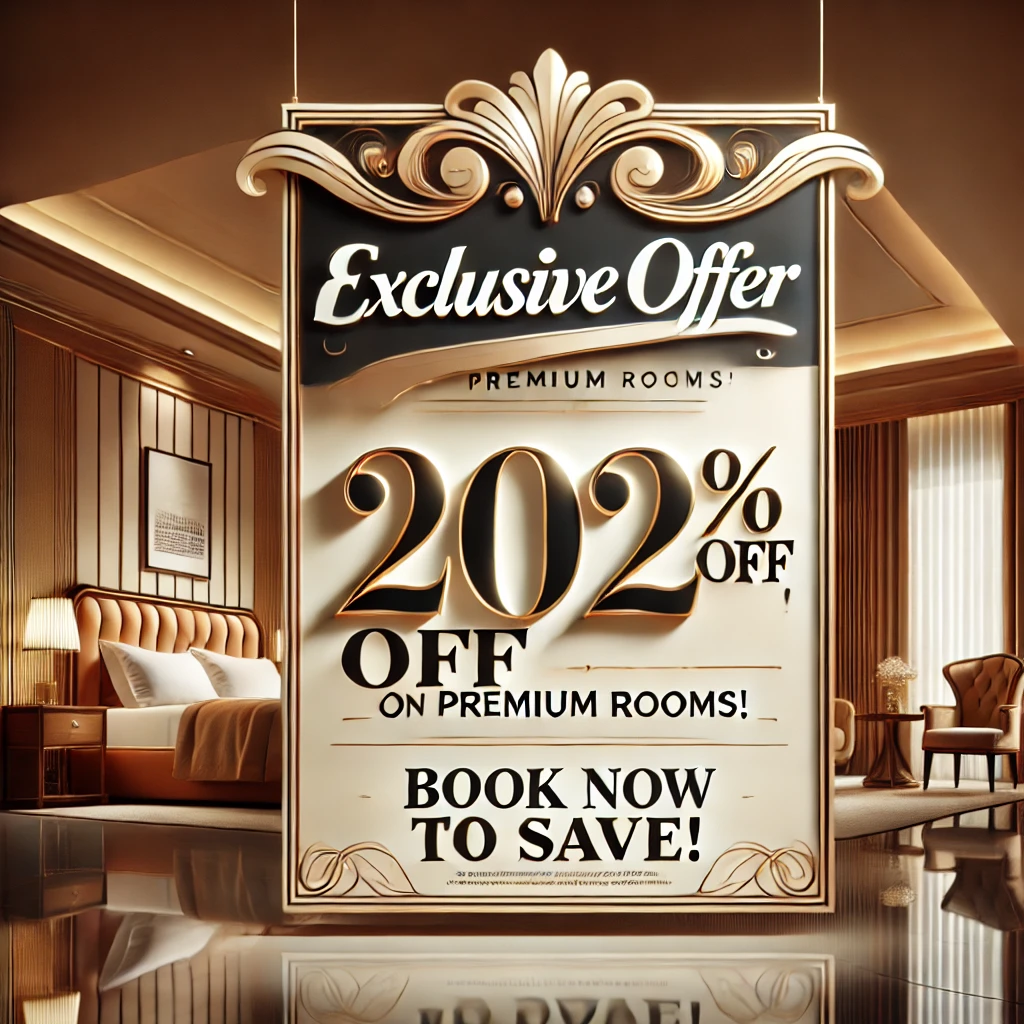 Exclusive Offer
PREMIUM ROOMS!
202%
OFF
OFF
ON PREMIUM ROOMS!
BOOK NOW
TO SAVE!